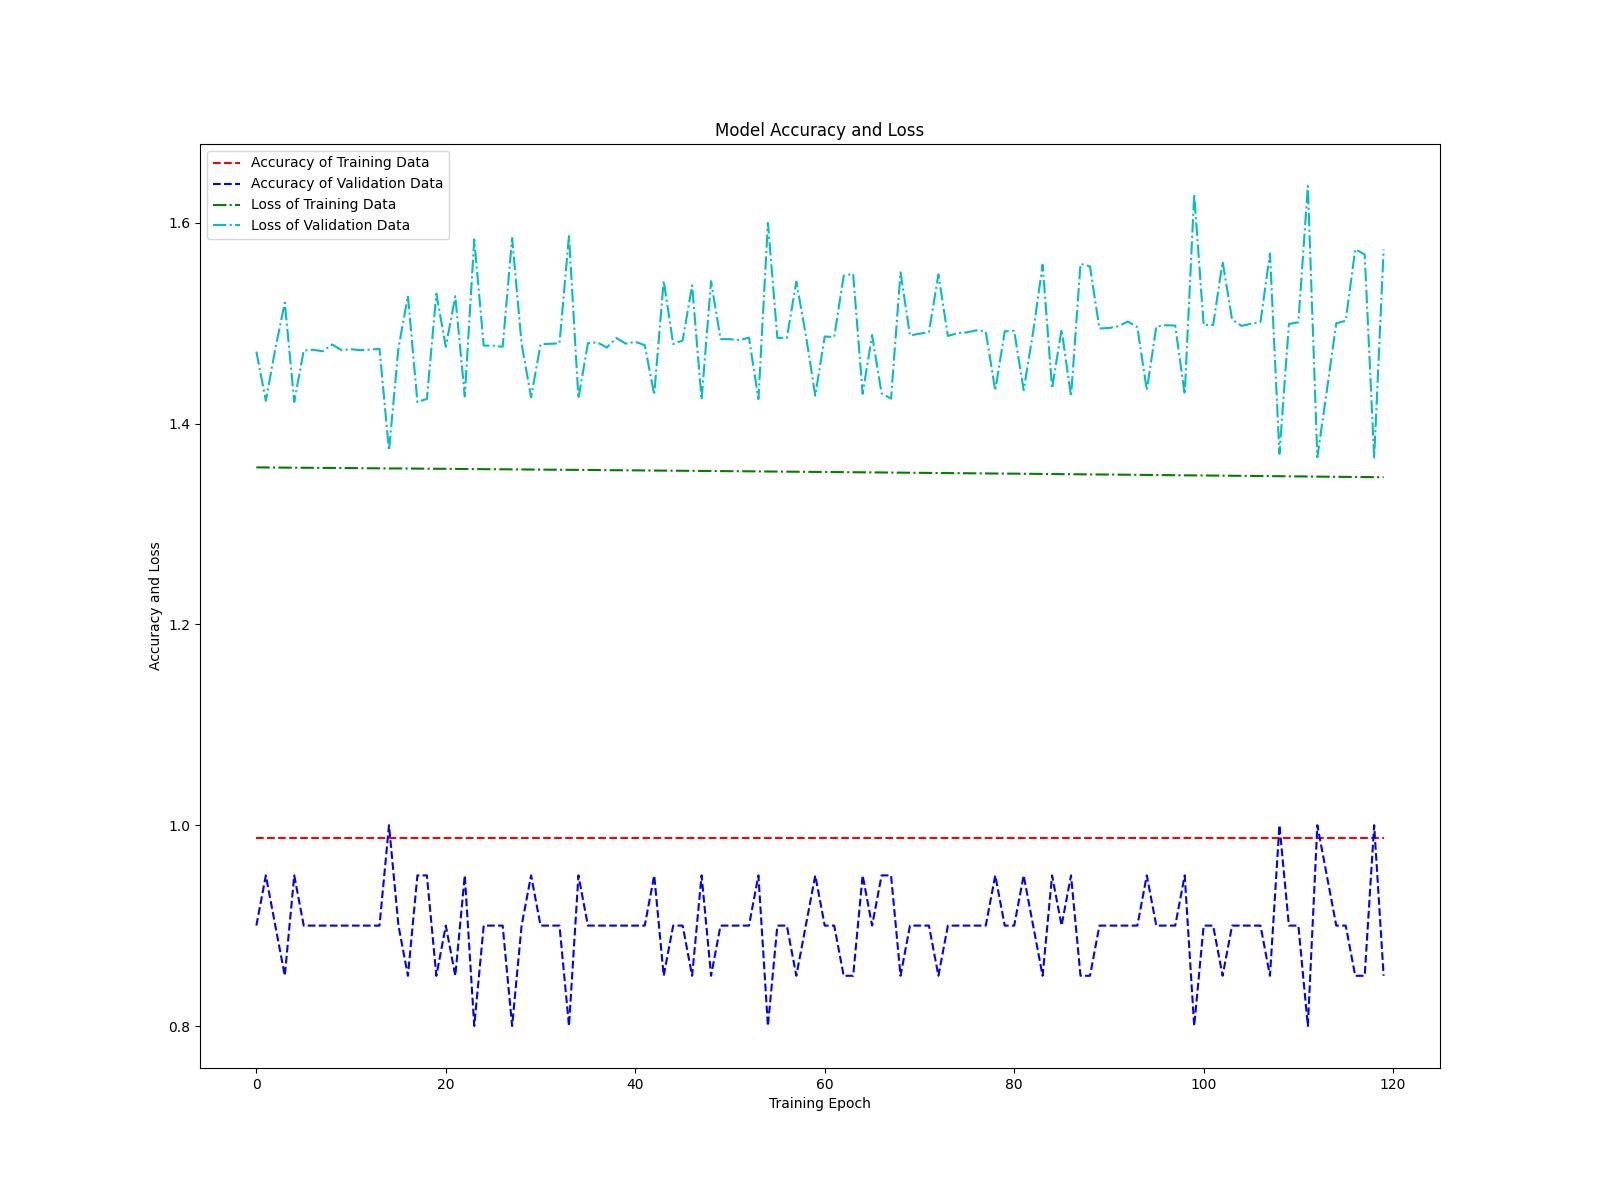 Model Accuracy and Loss
Accuracy of Training Data
Accuracy of Validation Data
Loss of Training Data
Loss of Validation Data
1.6
1.4
1.2
1.0
0.8
Accuracy and Loss
0 20 40 60 80 100 120
Training Epoch